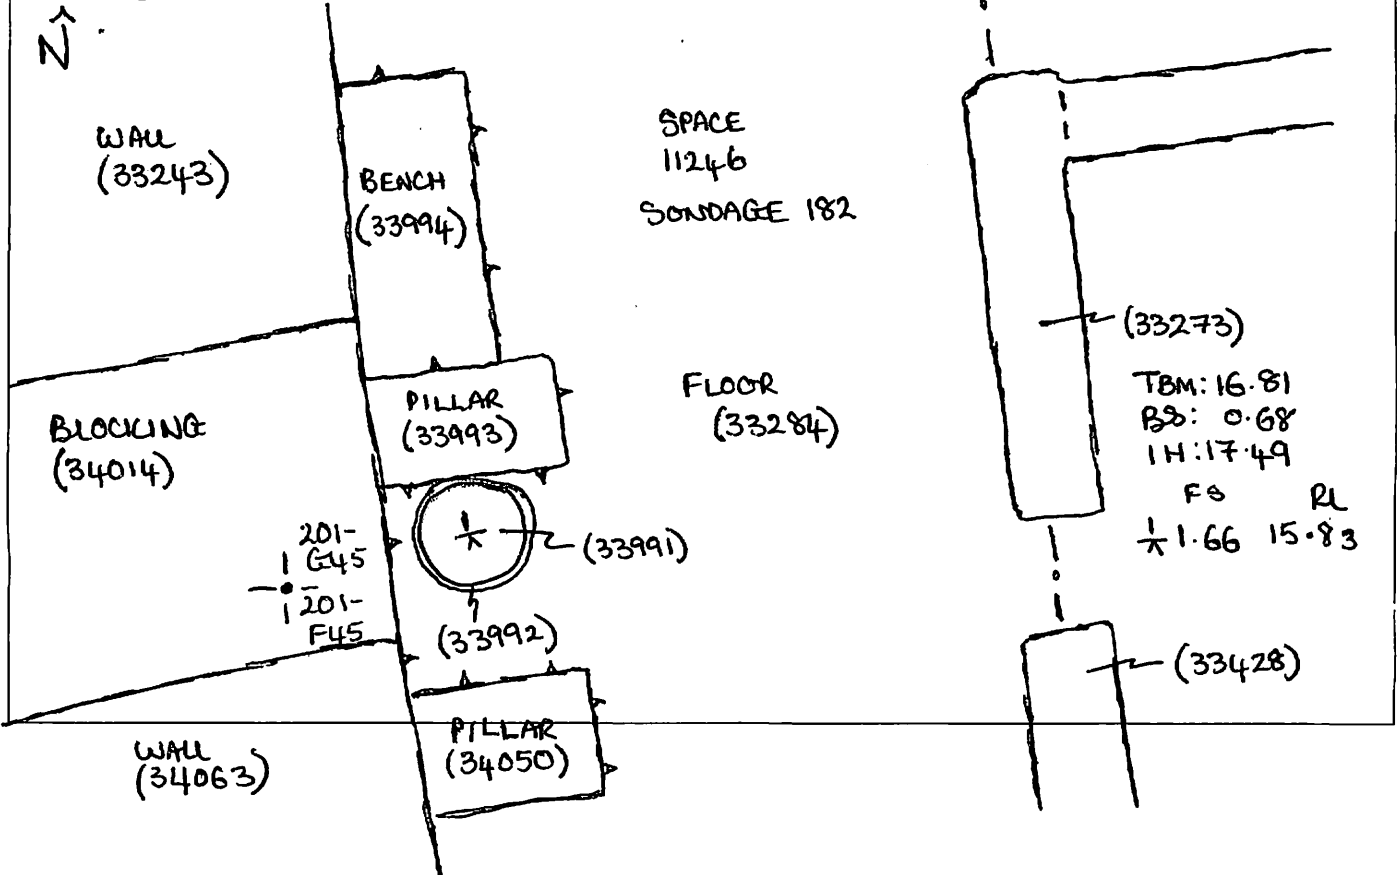 N
WALL
(33243)
BENCH
(33994)
SPACE
11246
SONDAGE 182
(33273)
BLOCKING
(34014)
PILLAR
(33993)
FLOOR
(33284)
TBM: 16.81
BS: 0.68
IH: 17.49
FS RL
1.66 15.83
201-
G45
201-
F45
(33991)
(33992)
(33428)
WALL
(34063)
PILLAR
(34050)